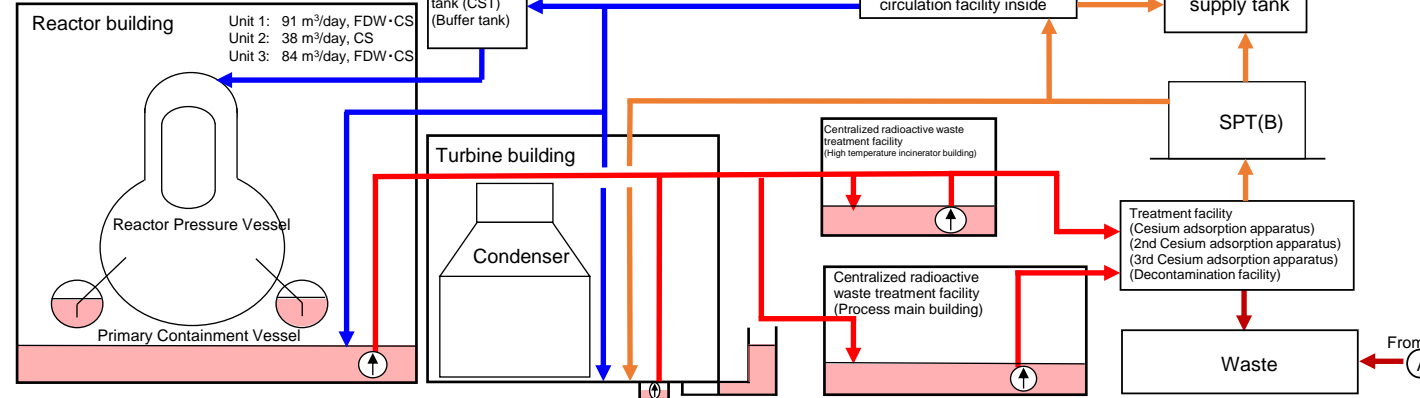 tank (CST)
(Buffer tank)
circulation facility inside
supply tank
Reactor building
Unit 1: 91 m³/day, FDW・CS
Unit 2: 38 m³/day, CS
Unit 3: 84 m³/day, FDW・CS
SPT(B)
Centralized radioactive waste
treatment facility
(High temperature incinerator building)
Turbine building
Treatment facility
(Cesium adsorption apparatus)
(2nd Cesium adsorption apparatus)
(3rd Cesium adsorption apparatus)
(Decontamination facility)
Reactor Pressure Vessel
Condenser
Centralized radioactive
waste treatment facility
(Process main building)
Primary Containment Vessel
From
Waste